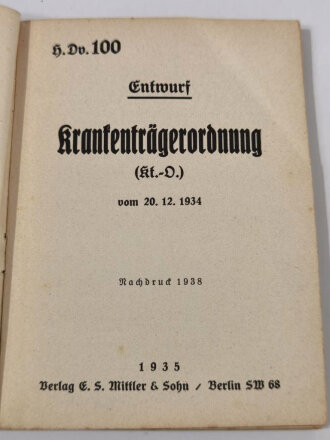 H.Dv. 100
Entwurf
Krankenträgerordnung
(Kt.-O.)
vom 20. 12. 1934
Nachdruck 1938
1935
Verlag E. S. Mittler & Sohn / Berlin SW 68